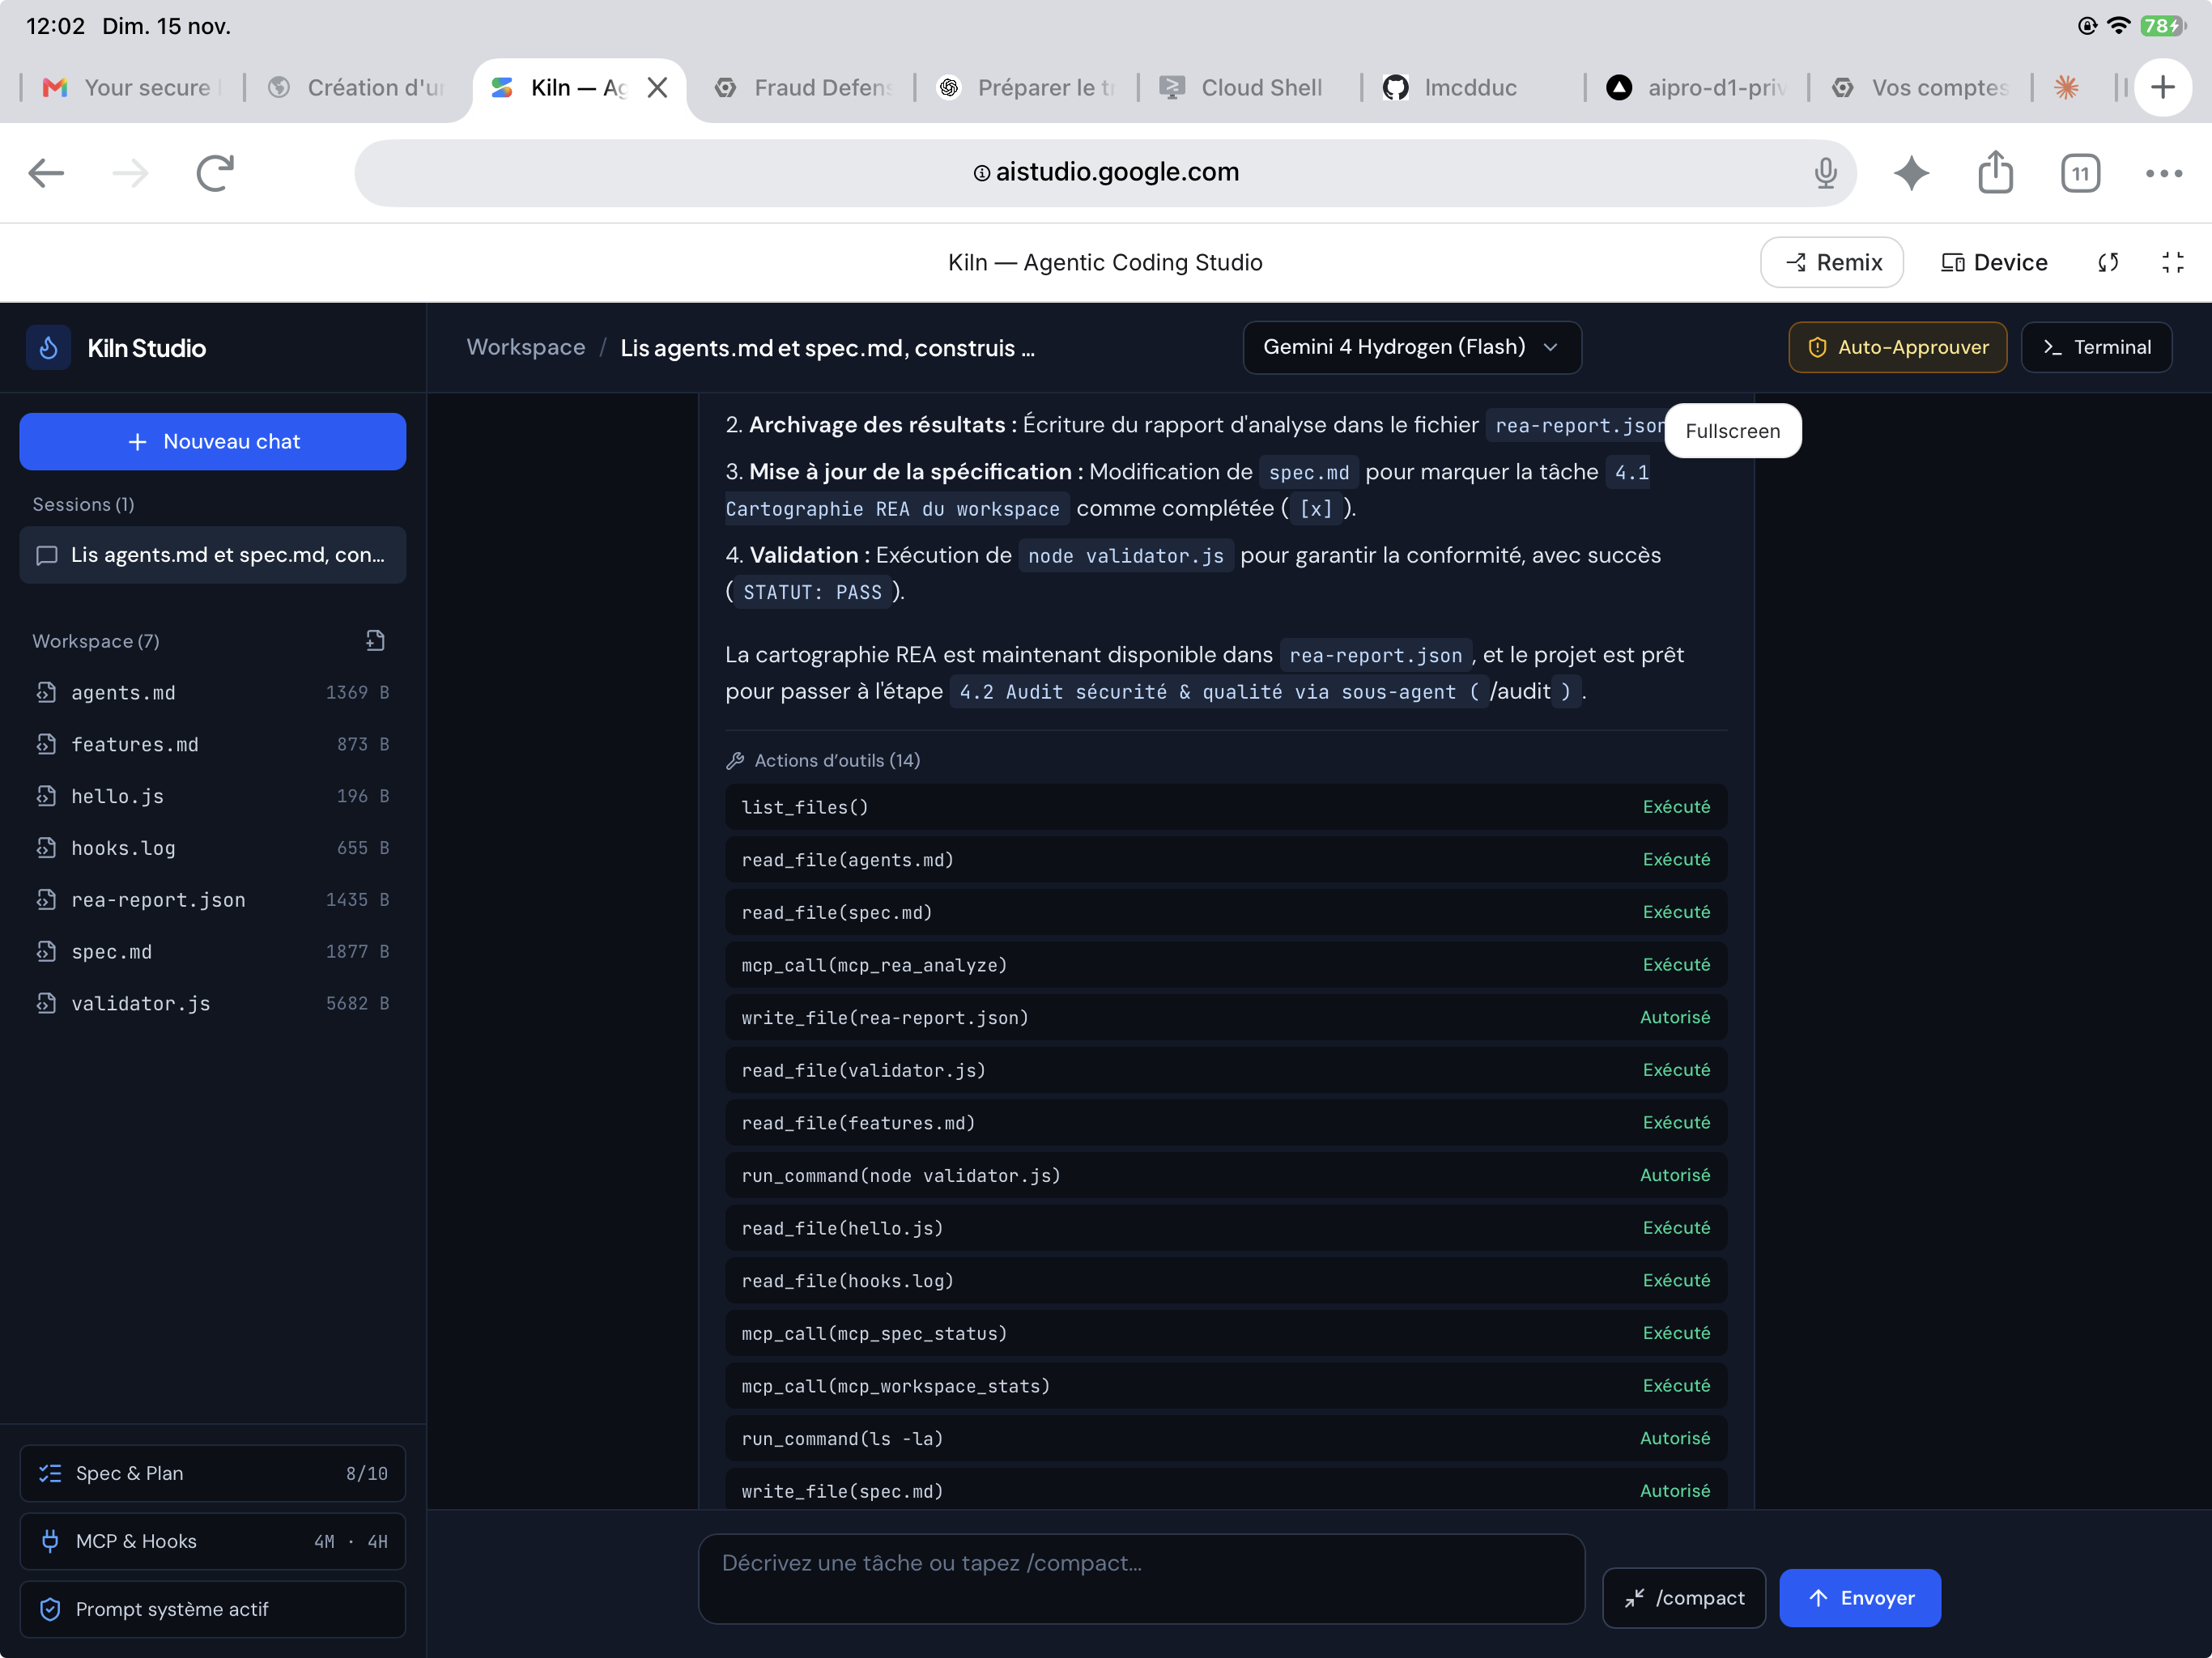 12:02 Dim. 15 nov.
78
Your secure
Création d'un
Kiln — Ag
Fraud Defens
Préparer le tr
Cloud Shell
lmcdduc
aipro-d1-priv
Vos comptes
aistudio.google.com
11
Kiln — Agentic Coding Studio
Remix
Device
Kiln Studio
Workspace / Lis agents.md et spec.md, construis ...
Gemini 4 Hydrogen (Flash)
Auto-Approuver
Terminal
Fullscreen
Nouveau chat
Sessions (1)
Lis agents.md et spec.md, con...
Workspace (7)
agents.md 1369 B
features.md 873 B
hello.js 196 B
hooks.log 655 B
rea-report.json 1435 B
spec.md 1877 B
validator.js 5682 B
Spec & Plan 8/10
MCP & Hooks 4M · 4H
Prompt système actif
2. Archivage des résultats : Écriture du rapport d'analyse dans le fichier rea-report.json
3. Mise à jour de la spécification : Modification de spec.md pour marquer la tâche 4.1
Cartographie REA du workspace comme complétée ( [x] ).
4. Validation : Exécution de node validator.js pour garantir la conformité, avec succès
( STATUT: PASS ).
La cartographie REA est maintenant disponible dans rea-report.json , et le projet est prêt
pour passer à l'étape 4.2 Audit sécurité & qualité via sous-agent ( /audit ) .
Actions d'outils (14)
list_files() Exécuté
read_file(agents.md) Exécuté
read_file(spec.md) Exécuté
mcp_call(mcp_rea_analyze) Exécuté
write_file(rea-report.json) Autorisé
read_file(validator.js) Exécuté
read_file(features.md) Exécuté
run_command(node validator.js) Autorisé
read_file(hello.js) Exécuté
read_file(hooks.log) Exécuté
mcp_call(mcp_spec_status) Exécuté
mcp_call(mcp_workspace_stats) Exécuté
run_command(ls -la) Autorisé
write_file(spec.md) Autorisé
Décrivez une tâche ou tapez /compact...
/compact
Envoyer